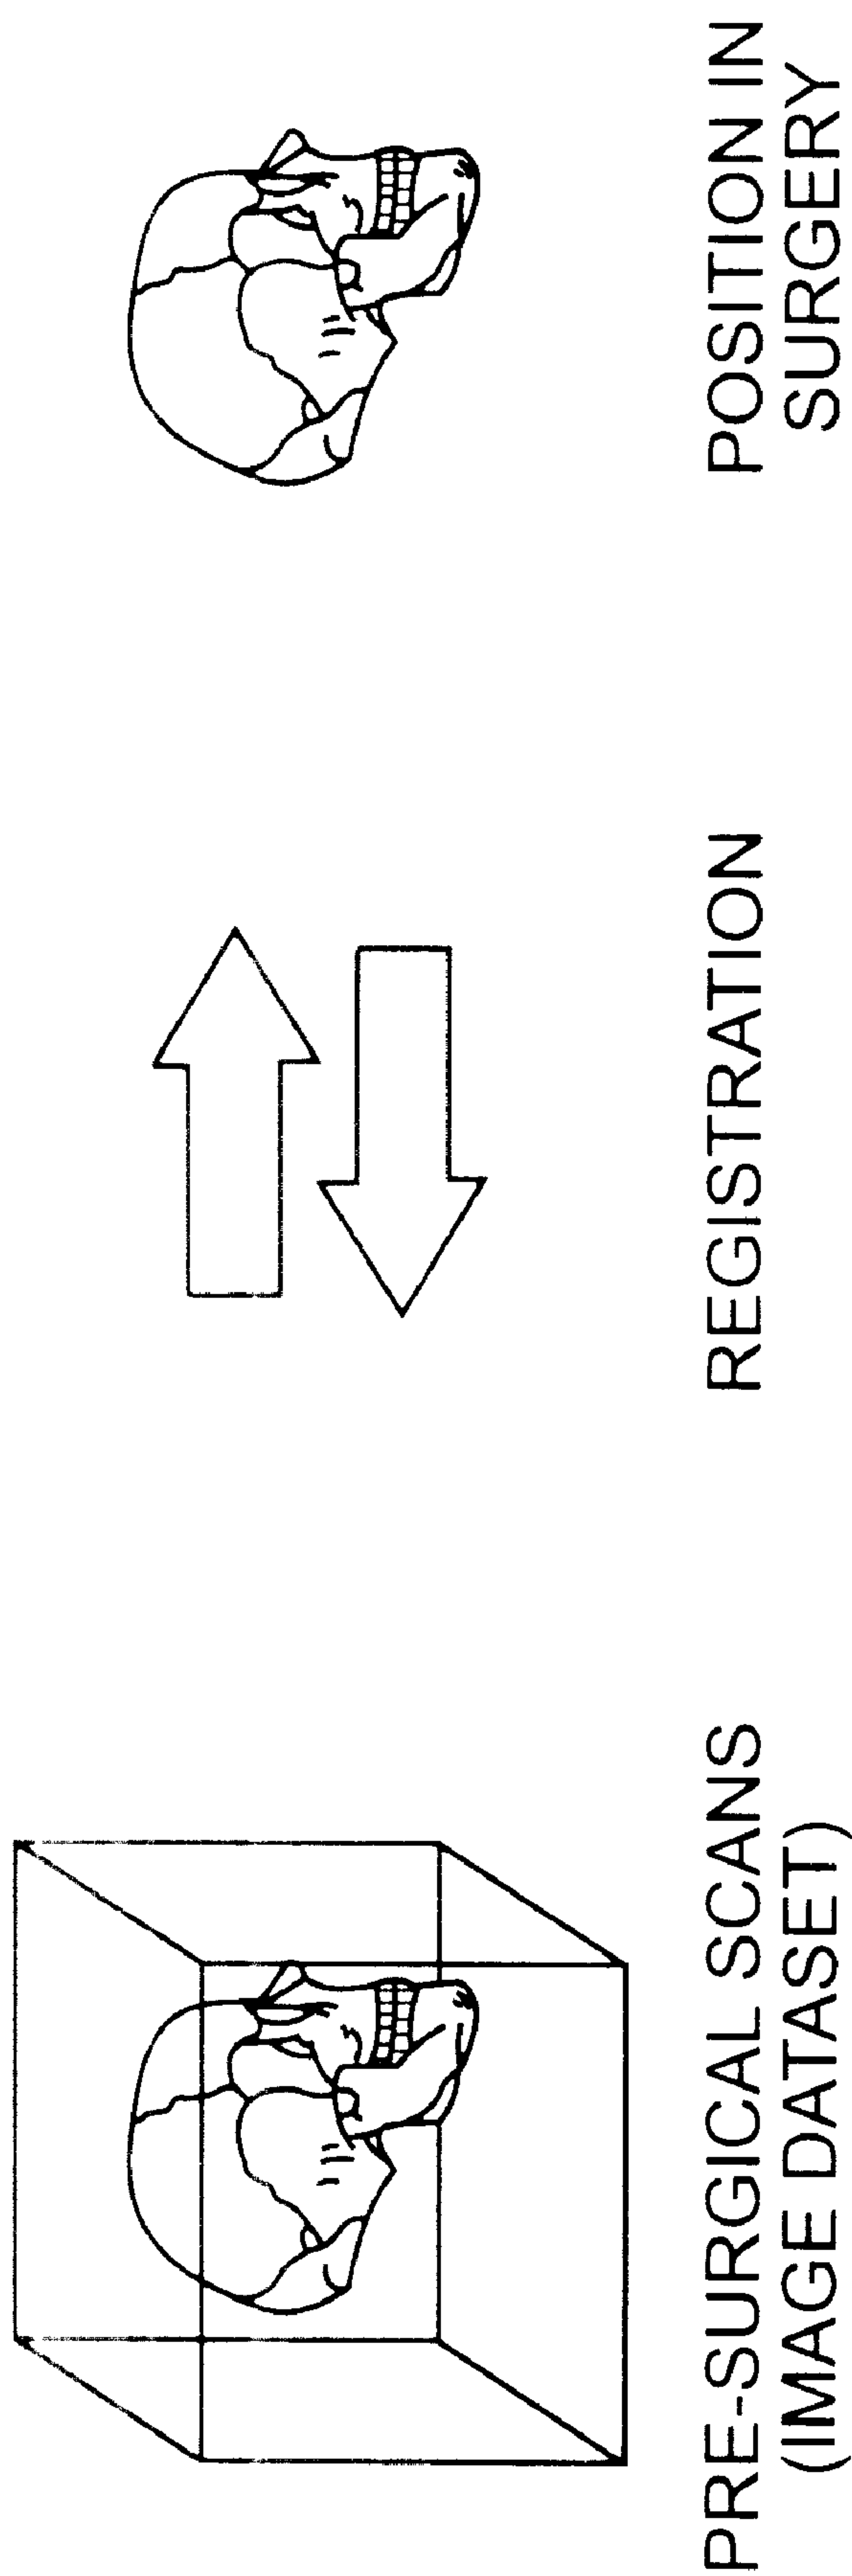 PRE-SURGICAL SCANS
(IMAGE DATASET)
REGISTRATION
POSITION IN
SURGERY